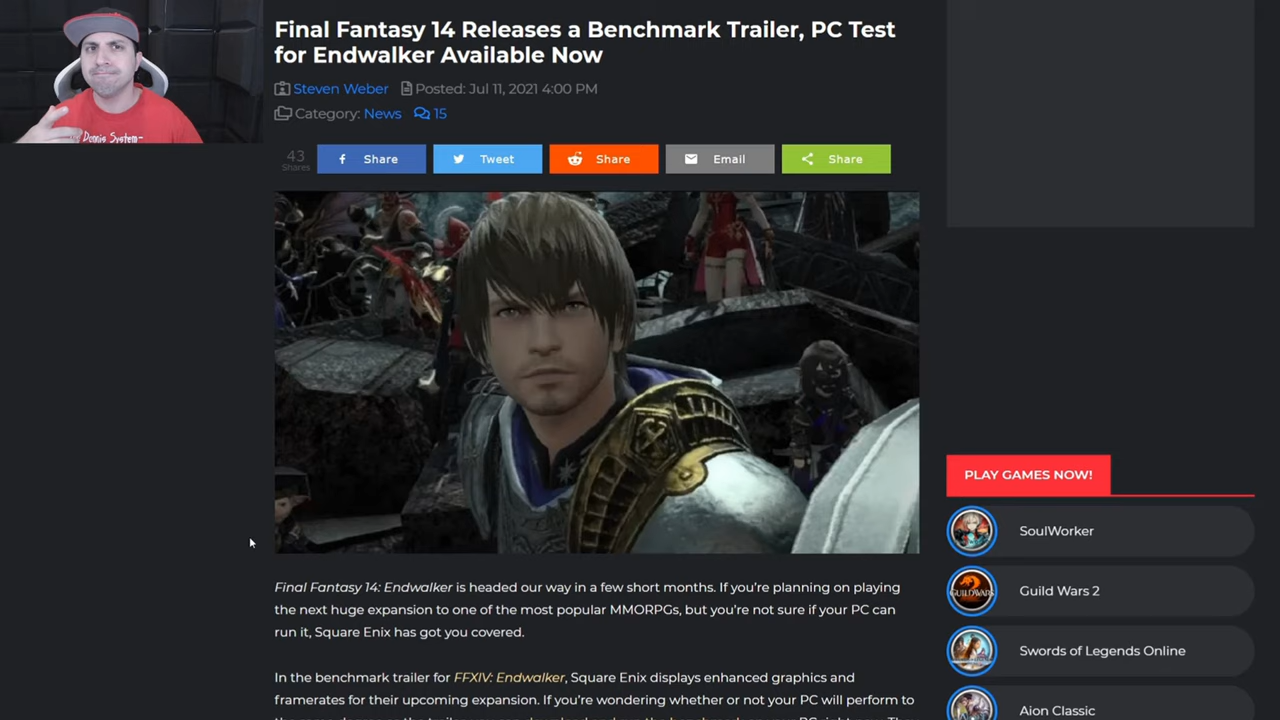 Dennis System-
Final Fantasy 14 Releases a Benchmark Trailer, PC Test
for Endwalker Available Now
Steven Weber Posted: Jul 11, 2021 4:00 PM
Category: News 15
43
Shares
Share
Tweet
Share
Email
Share
Final Fantasy 14: Endwalker is headed our way in a few short months. If you're planning on playing
the next huge expansion to one of the most popular MMORPGs, but you're not sure if your PC can
run it, Square Enix has got you covered.
In the benchmark trailer for FFXIV: Endwalker, Square Enix displays enhanced graphics and
framerates for their upcoming expansion. If you're wondering whether or not your PC will perform to
PLAY GAMES NOW!
SoulWorker
GUILDWARS
Guild Wars 2
Swords of Legends Online
Aion Classic